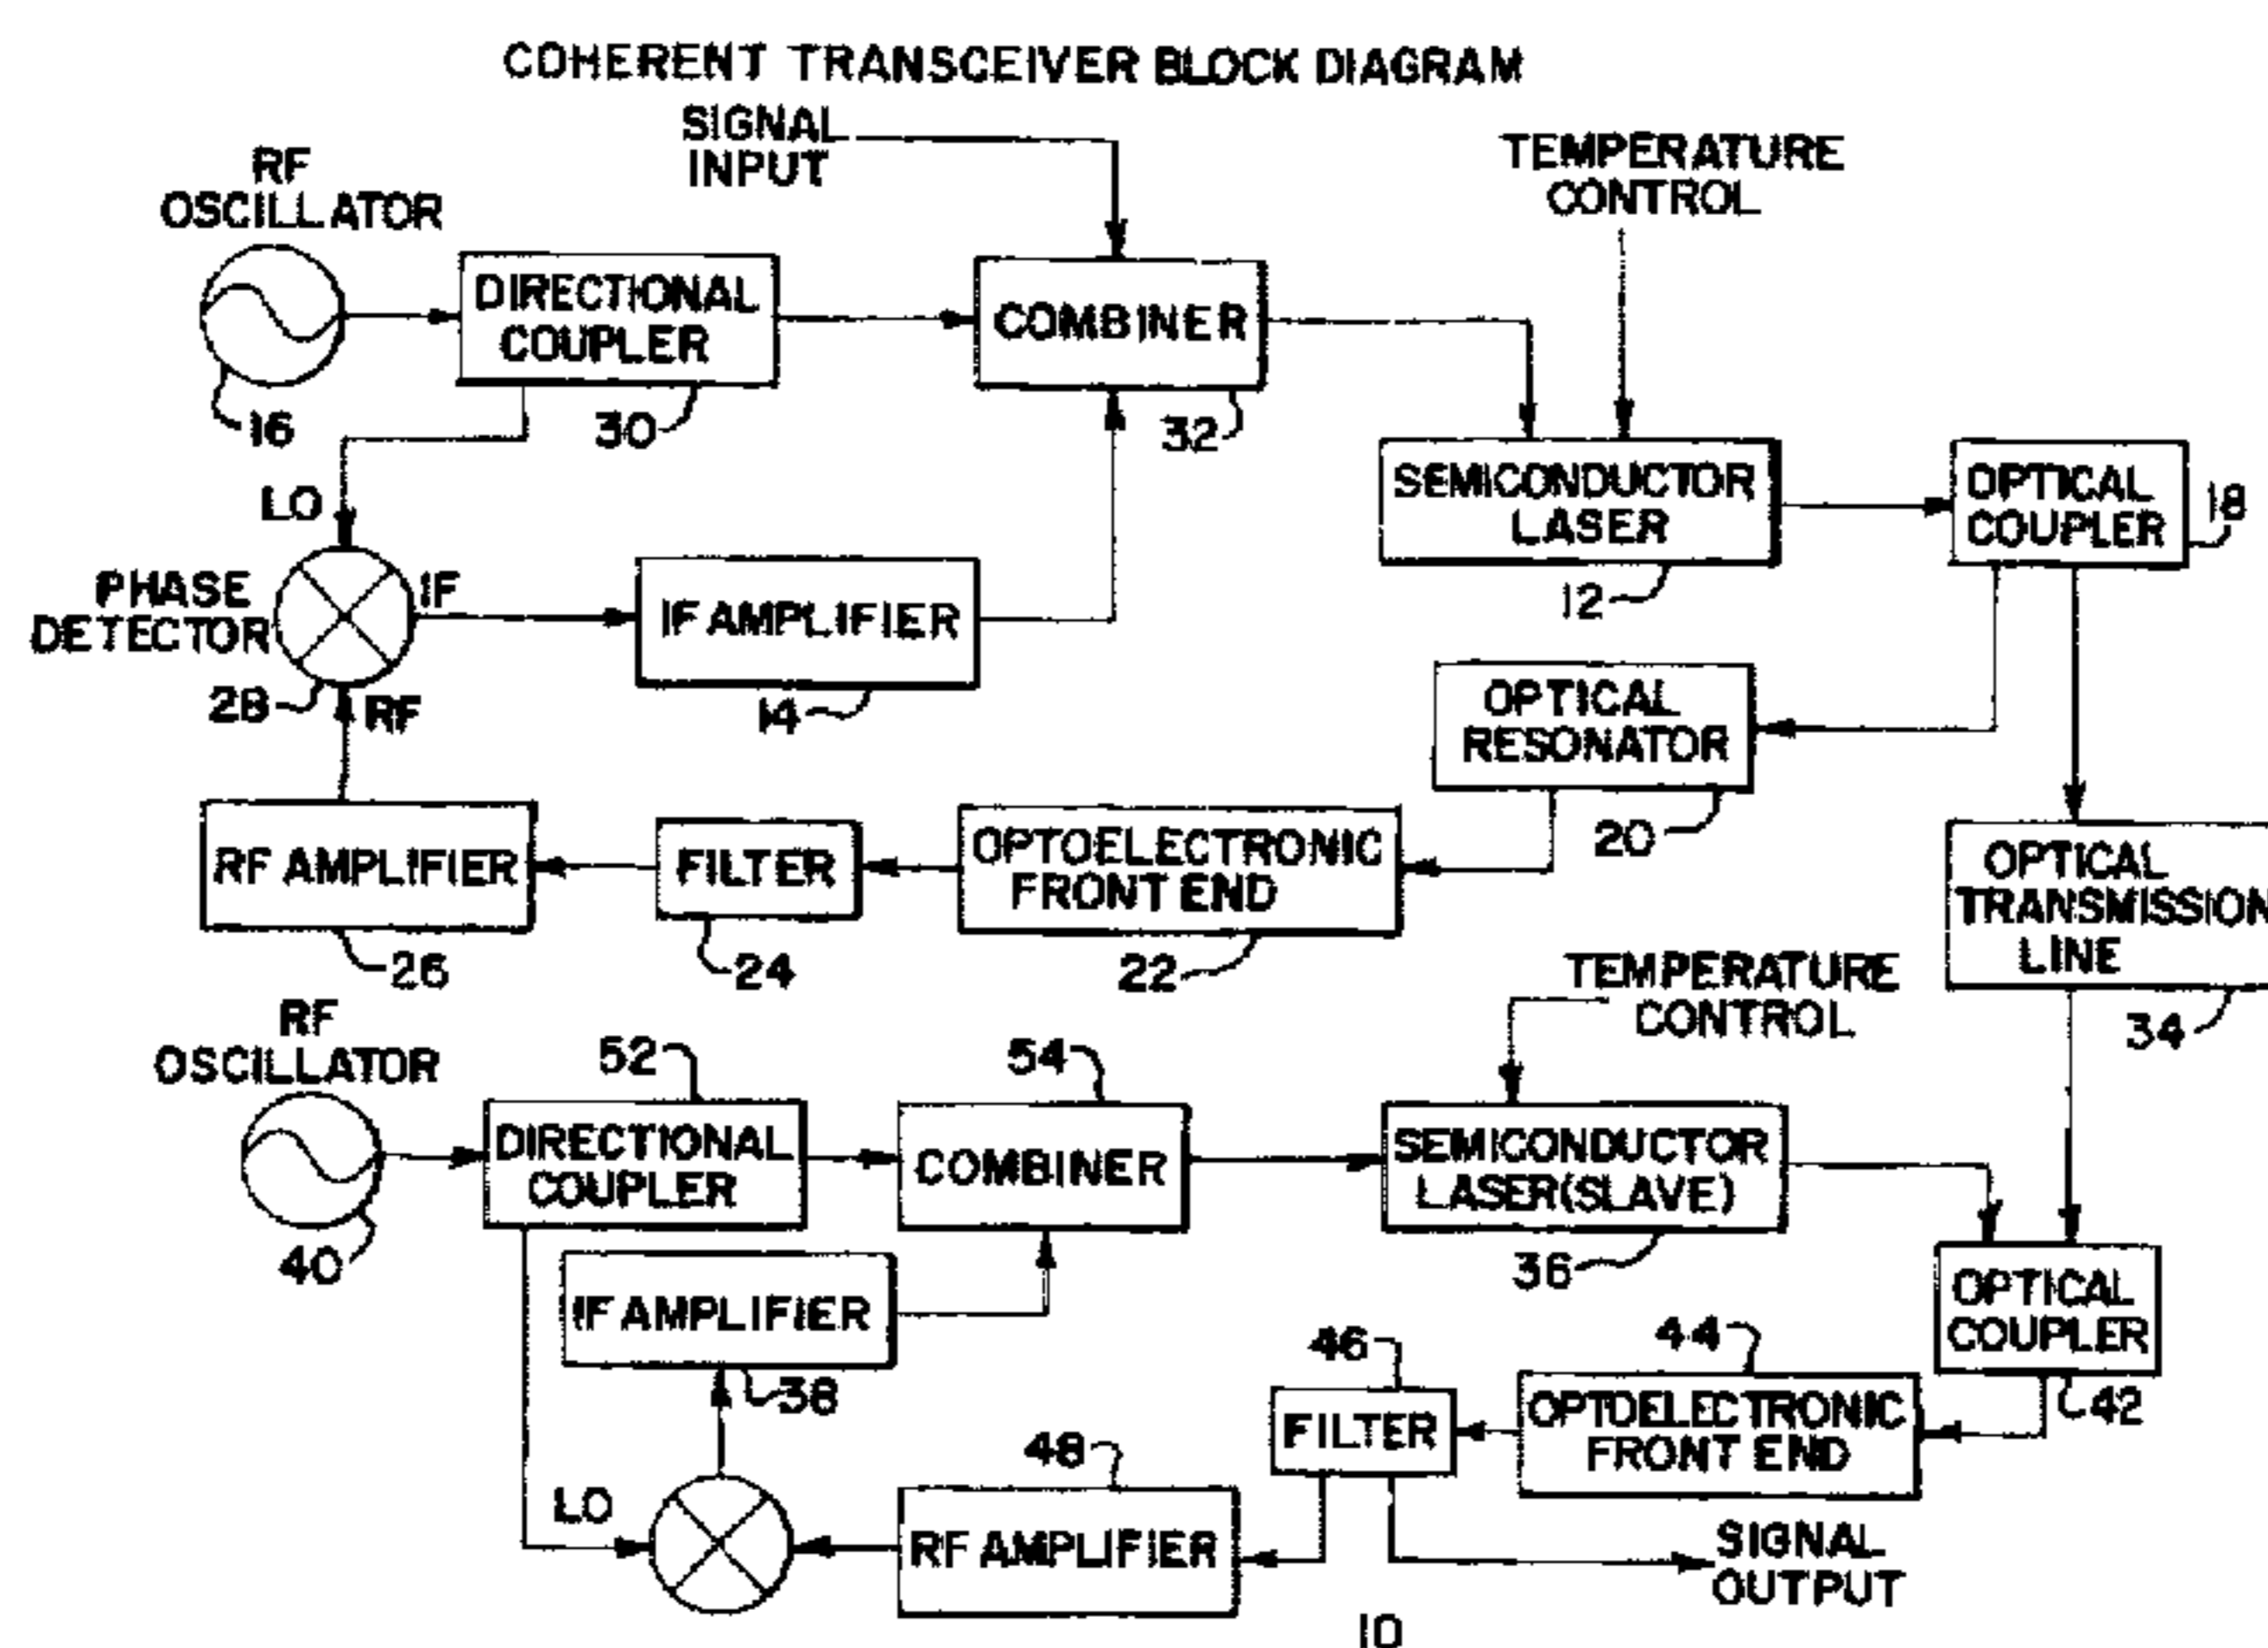 COHERENT TRANSCEIVER BLOCK DIAGRAM
SIGNAL
INPUT
TEMPERATURE
CONTROL
RF
OSCILLATOR
DIRECTIONAL
COUPLER
COMBINER
16
30
32
SEMICONDUCTOR
LASER
OPTICAL
COUPLER
18
12
LO
PHASE
DETECTOR
IF
IF AMPLIFIER
28
RF
14
OPTICAL
RESONATOR
20
RF AMPLIFIER
FILTER
OPTOELECTRONIC
FRONT END
OPTICAL
TRANSMISSION
LINE
26
24
22
34
TEMPERATURE
CONTROL
RF
OSCILLATOR
52
54
DIRECTIONAL
COUPLER
COMBINER
SEMICONDUCTOR
LASER(SLAVE)
40
36
IF AMPLIFIER
38
OPTICAL
COUPLER
42
46
44
FILTER
OPTOELECTRONIC
FRONT END
48
LO
RF AMPLIFIER
SIGNAL
OUTPUT
10